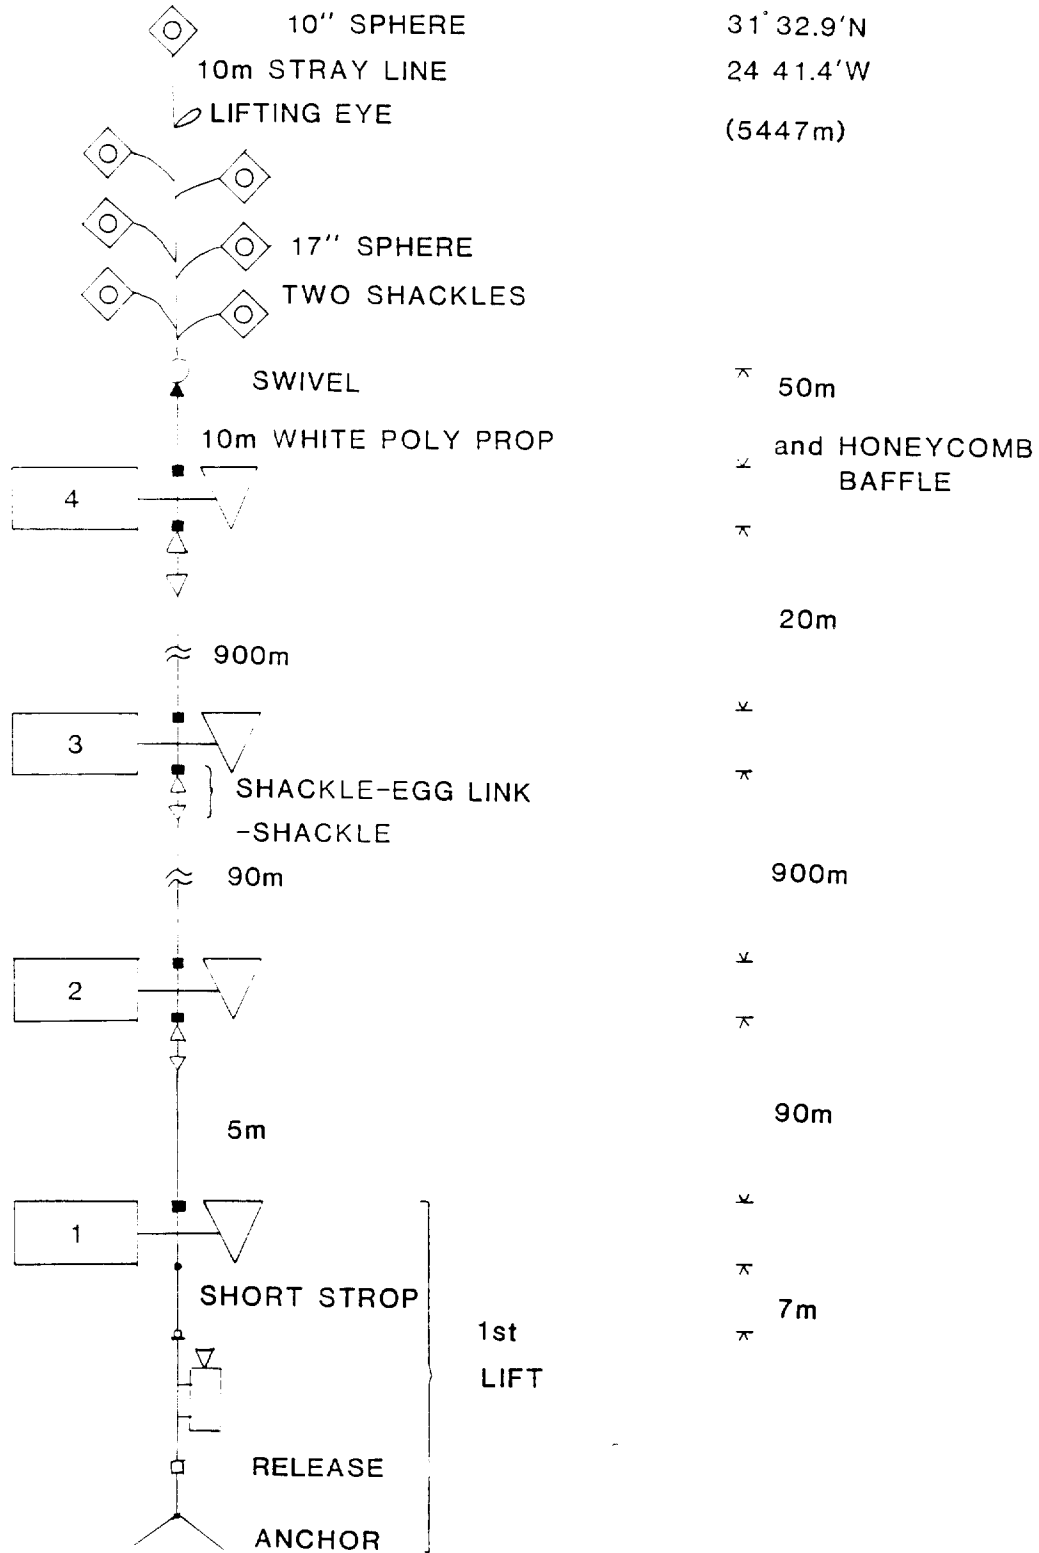 10" SPHERE
31° 32.9'N
10m STRAY LINE
24 41.4'W
LIFTING EYE
(5447m)
17" SPHERE
TWO SHACKLES
SWIVEL
50m
10m WHITE POLY PROP
and HONEYCOMB
BAFFLE
4
20m
900m
3
SHACKLE-EGG LINK
-SHACKLE
90m
900m
2
90m
5m
1
SHORT STROP
7m
1st
LIFT
RELEASE
ANCHOR